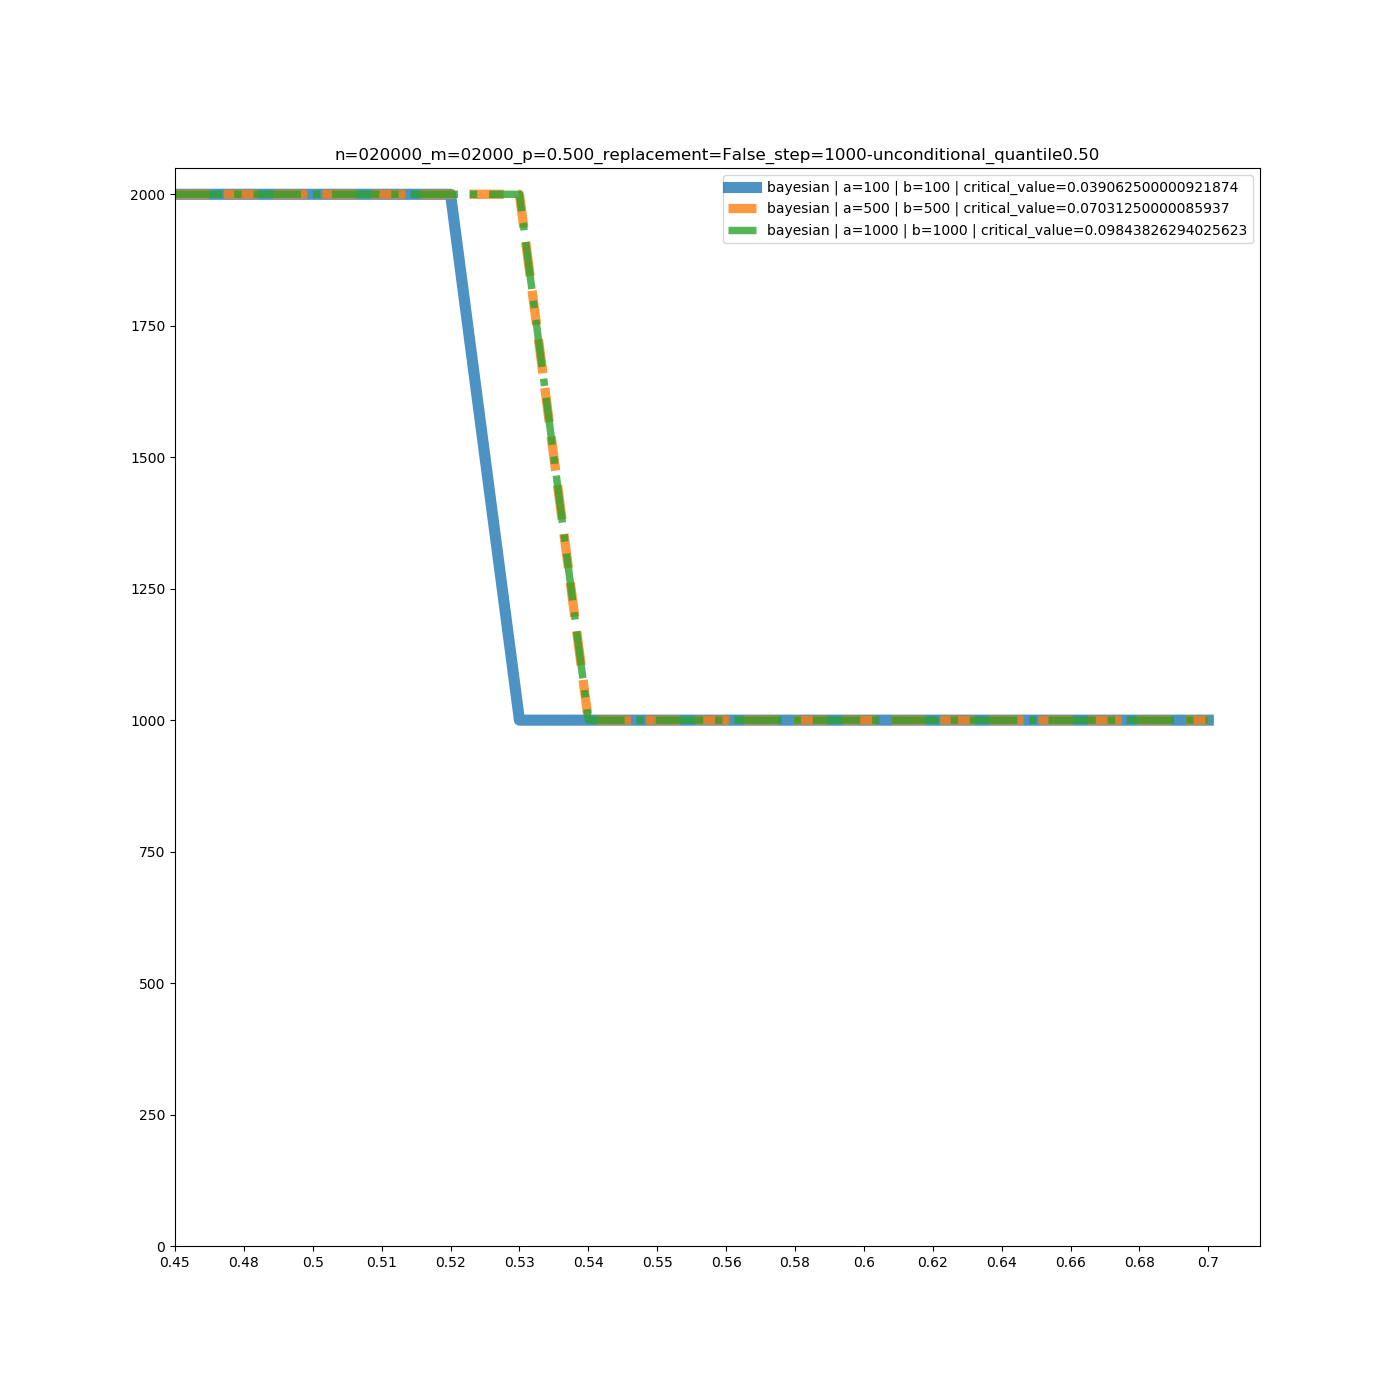 n=020000_m=02000_p=0.500_replacement=False_step=1000-unconditional_quantile0.50
bayesian | a=100 | b=100 | critical_value=0.039062500000921874
bayesian | a=500 | b=500 | critical_value=0.07031250000085937
bayesian | a=1000 | b=1000 | critical_value=0.09843826294025623
2000
1750
1500
1250
1000
750
500
250
0
0.45 0.48 0.5 0.51 0.52 0.53 0.54 0.55 0.56 0.58 0.6 0.62 0.64 0.66 0.68 0.7